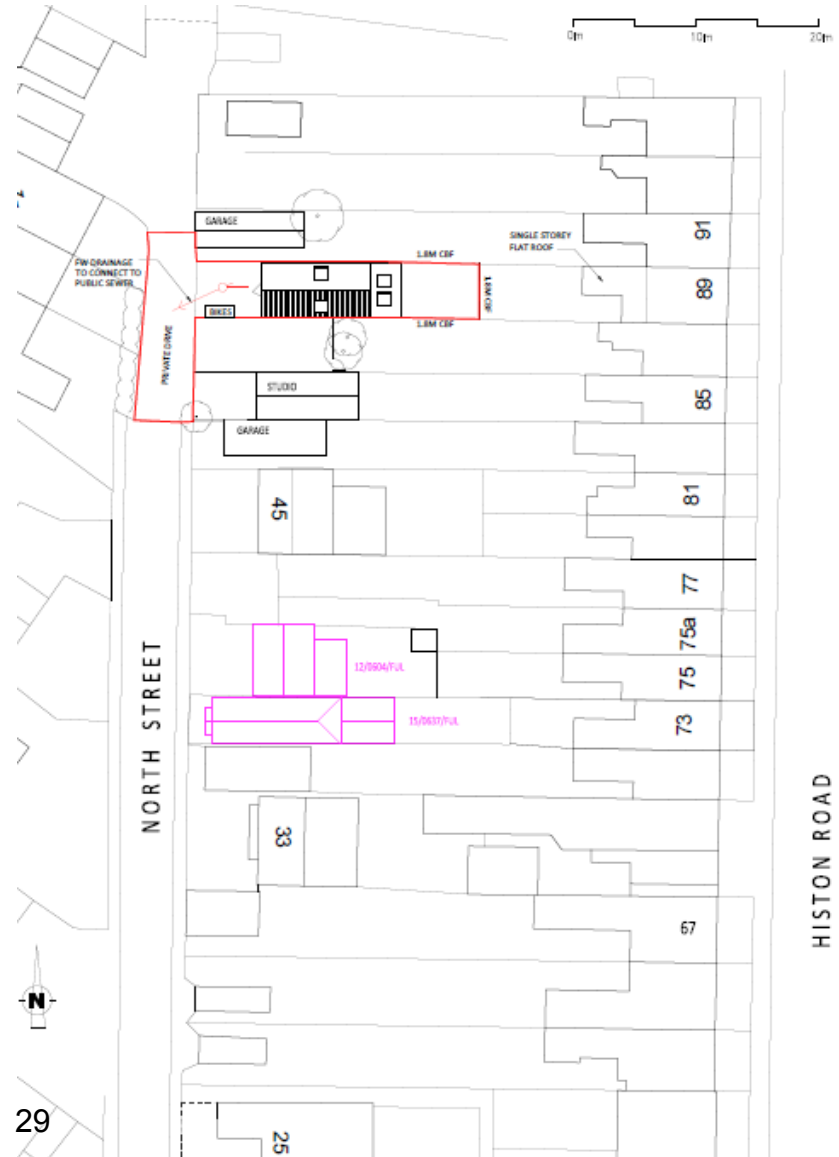 0m 10m 20m
GARAGE
91
SINGLE STOREY
FLAT ROOF
1.8M CBF
FW DRAINAGE
TO CONNECT TO
PUBLIC SEWER
89
1.8M CBF
BIKES
1.8M CBF
PRIVATE DRIVE
STUDIO
85
GARAGE
45
81
77
75a
12/0604/FUL
75
15/0637/FUL
73
NORTH STREET
33
HISTON ROAD
67
N
29
25